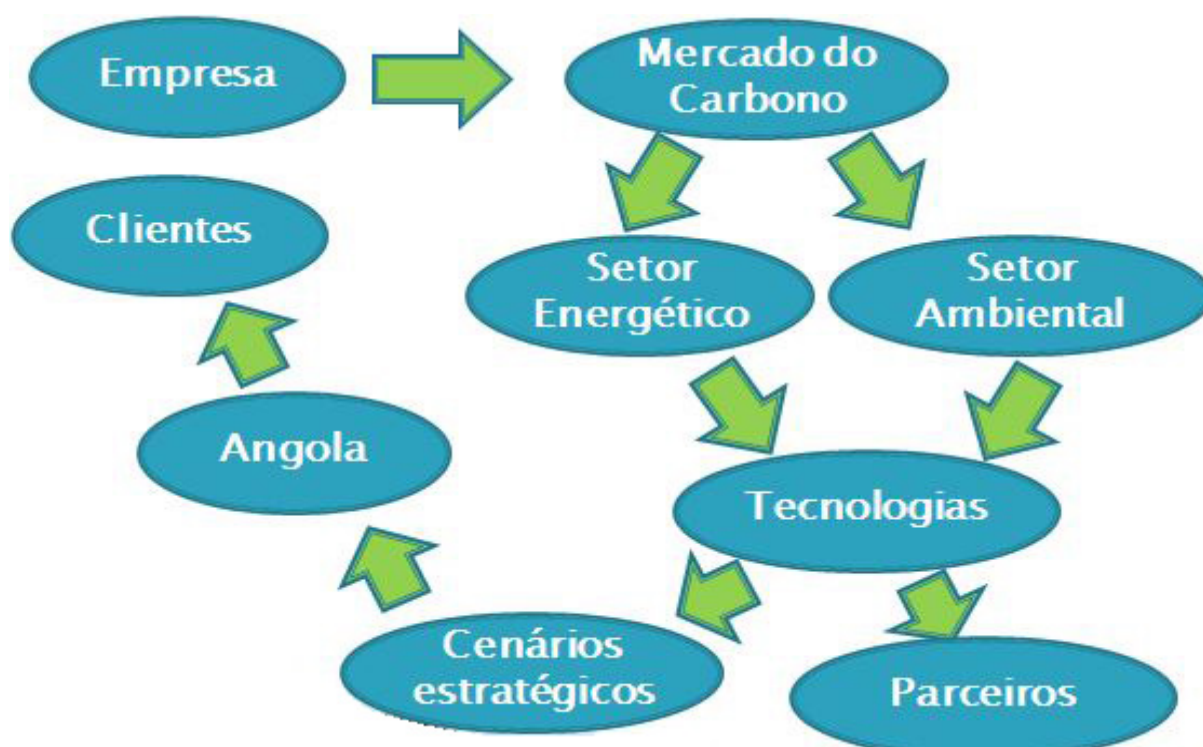 Empresa
Mercado do
Carbono
Clientes
Setor
Energético
Setor
Ambiental
Angola
Tecnologias
Cenários
estratégicos
Parceiros